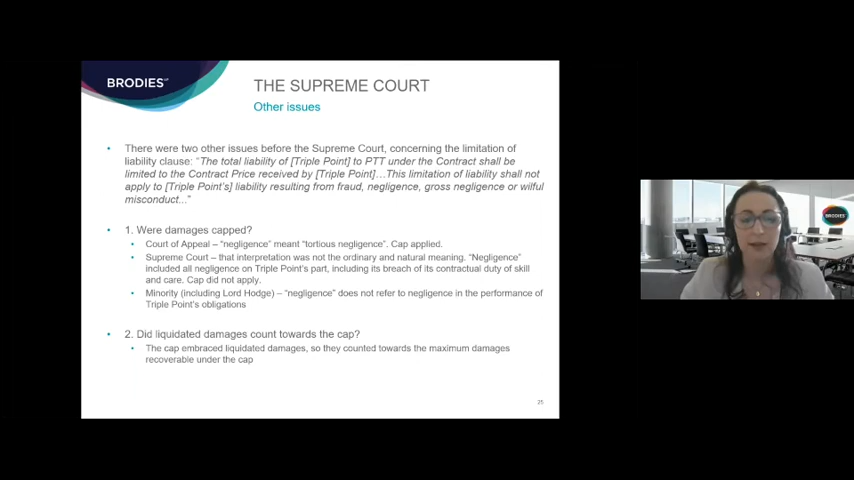 BRODIES LLP
THE SUPREME COURT
Other issues
• There were two other issues before the Supreme Court, concerning the limitation of
liability clause: “The total liability of [Triple Point] to PTT under the Contract shall be
limited to the Contract Price received by [Triple Point]…This limitation of liability shall not
apply to [Triple Point's] liability resulting from fraud, negligence, gross negligence or wilful
misconduct...”
• 1. Were damages capped?
• Court of Appeal – “negligence” meant “tortious negligence”. Cap applied.
• Supreme Court – that interpretation was not the ordinary and natural meaning. “Negligence”
included all negligence on Triple Point's part, including its breach of its contractual duty of skill
and care. Cap did not apply.
• Minority (including Lord Hodge) – “negligence” does not refer to negligence in the performance of
Triple Point's obligations
• 2. Did liquidated damages count towards the cap?
• The cap embraced liquidated damages, so they counted towards the maximum damages
recoverable under the cap
25
BRODIES